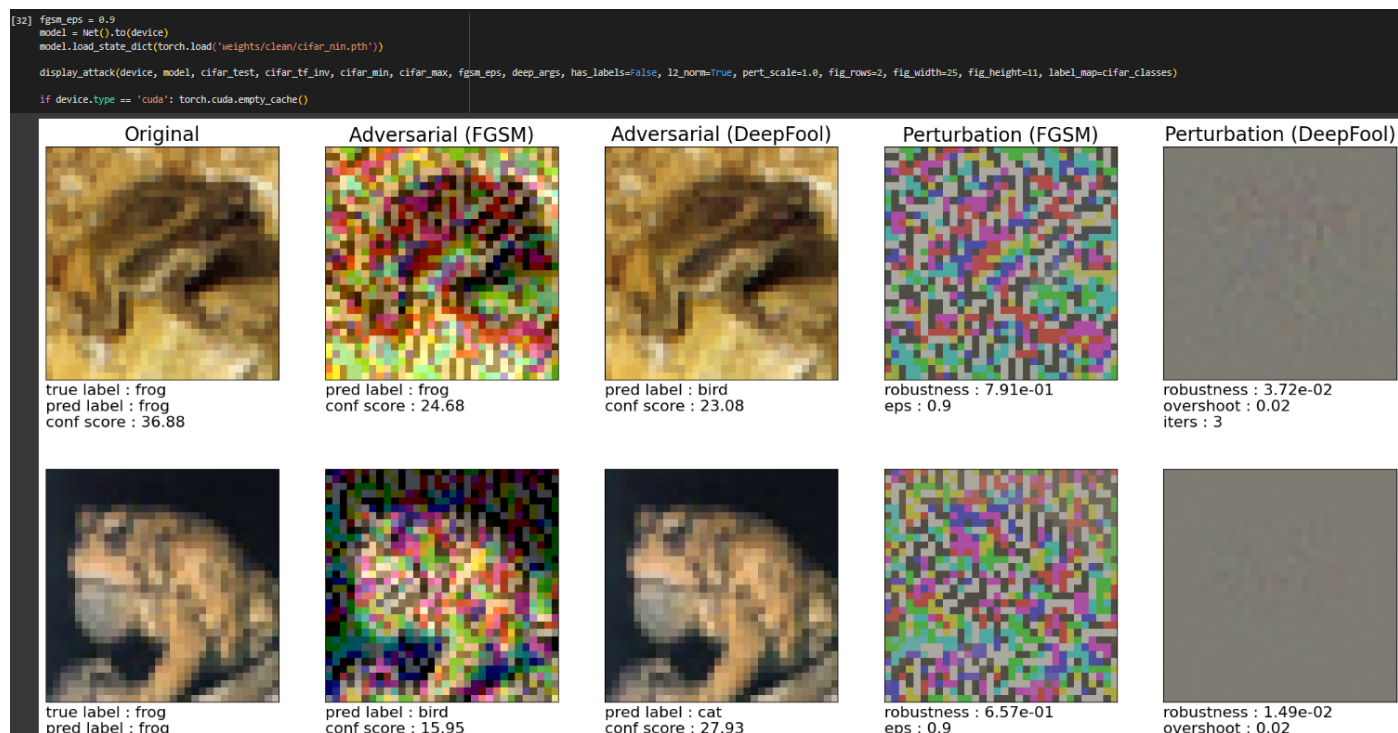 [32] fgsm_eps = 0.9
model = Net().to(device)
model.load_state_dict(torch.load('weights/clean/cifar_nin.pth'))
display_attack(device, model, cifar_test, cifar_tf_inv, cifar_min, cifar_max, fgsm_eps, deep_args, has_labels=False, l2_norm=True, pert_scale=1.0, fig_rows=2, fig_width=25, fig_height=11, label_map=cifar_classes)
if device.type == 'cuda': torch.cuda.empty_cache()
Original Adversarial (FGSM) Adversarial (DeepFool) Perturbation (FGSM) Perturbation (DeepFool)
true label : frog pred label : frog pred label : bird robustness : 7.91e-01 robustness : 3.72e-02
pred label : frog conf score : 24.68 conf score : 23.08 eps : 0.9 overshoot : 0.02
conf score : 36.88 iters : 3
true label : frog pred label : bird pred label : cat robustness : 6.57e-01 robustness : 1.49e-02
pred label : frog conf score : 15.95 conf score : 27.93 eps : 0.9 overshoot : 0.02